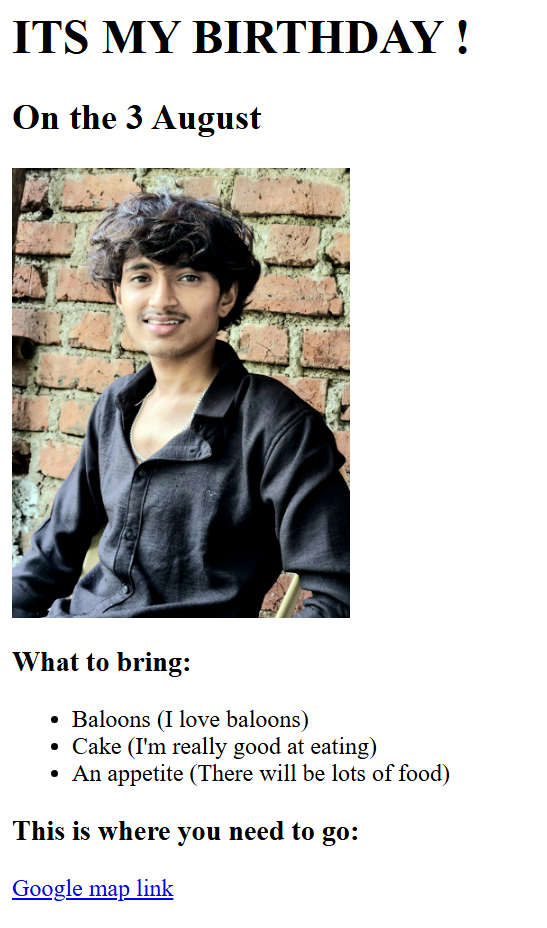 ITS MY BIRTHDAY !
On the 3 August
What to bring:
• Baloons (I love baloons)
• Cake (I'm really good at eating)
• An appetite (There will be lots of food)
This is where you need to go:
Google map link